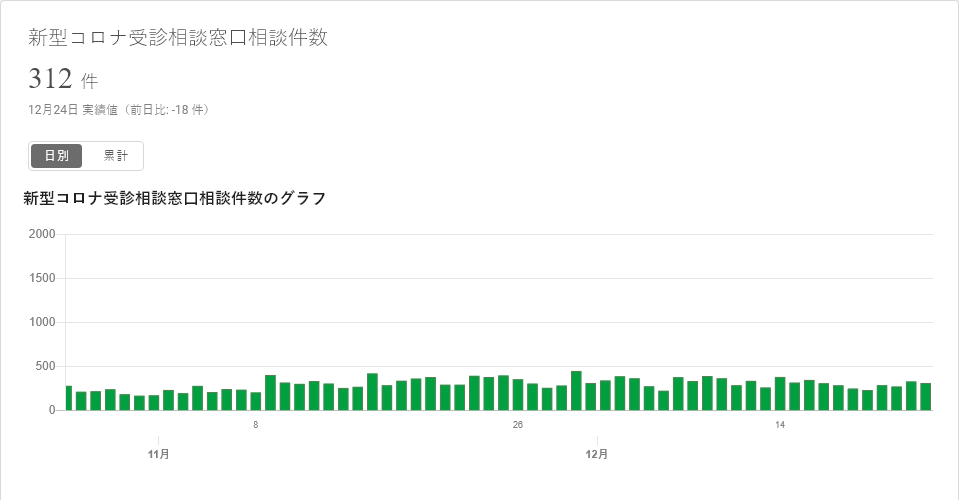 新型コロナ受診相談窓口相談件数
312 件
12月24日 実績値（前日比: -18 件）
日別 累計
新型コロナ受診相談窓口相談件数のグラフ
2000
1500
1000
500
0
8 26 14
11月 12月